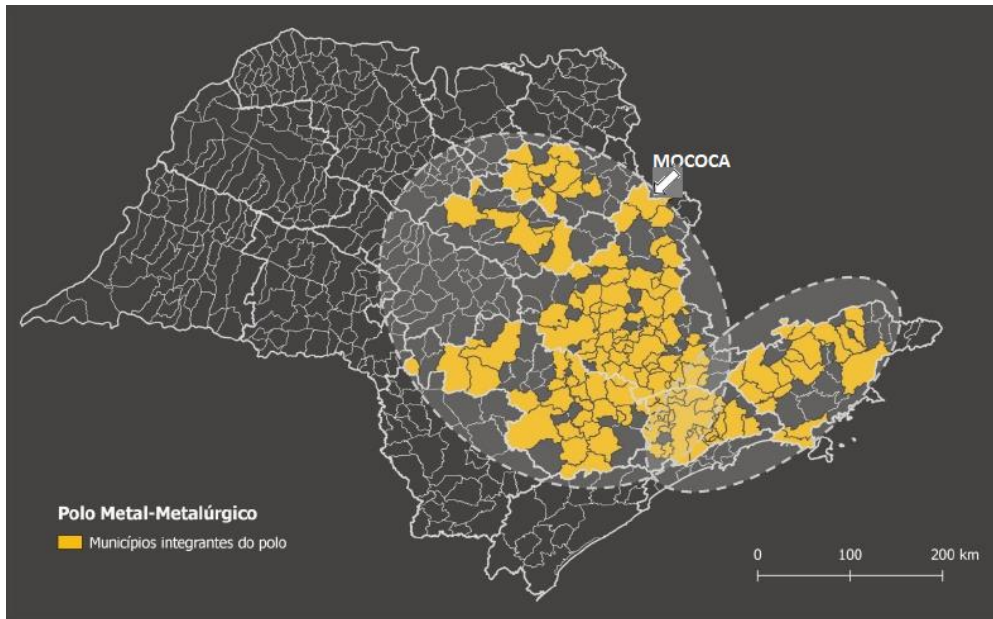 MOCOCA
Polo Metal-Metalúrgico
Municípios integrantes do polo
0 100 200 km